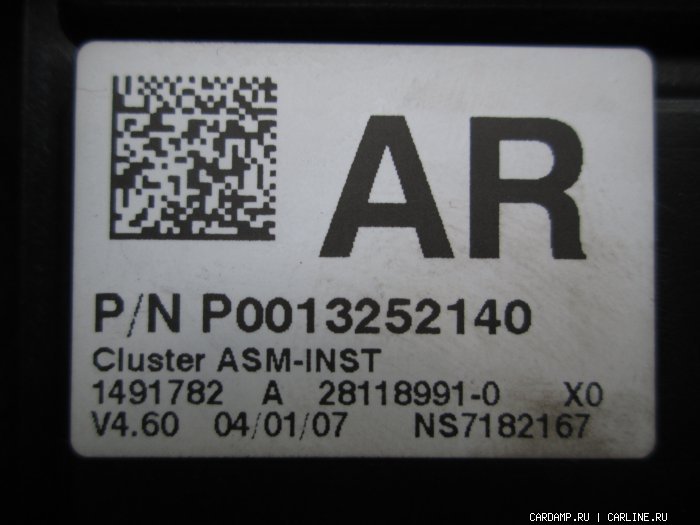 AR
P/N P0013252140
Cluster ASM-INST
1491782 A 28118991-0 X0
V4.60 04/01/07 NS7182167
CARDAMP.RU | CARLINE.RU